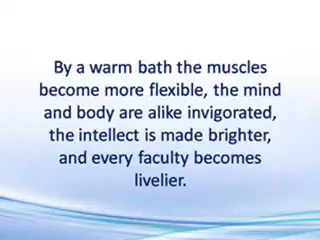 By a warm bath the muscles
become more flexible, the mind
and body are alike invigorated,
the intellect is made brighter,
and every faculty becomes
livelier.